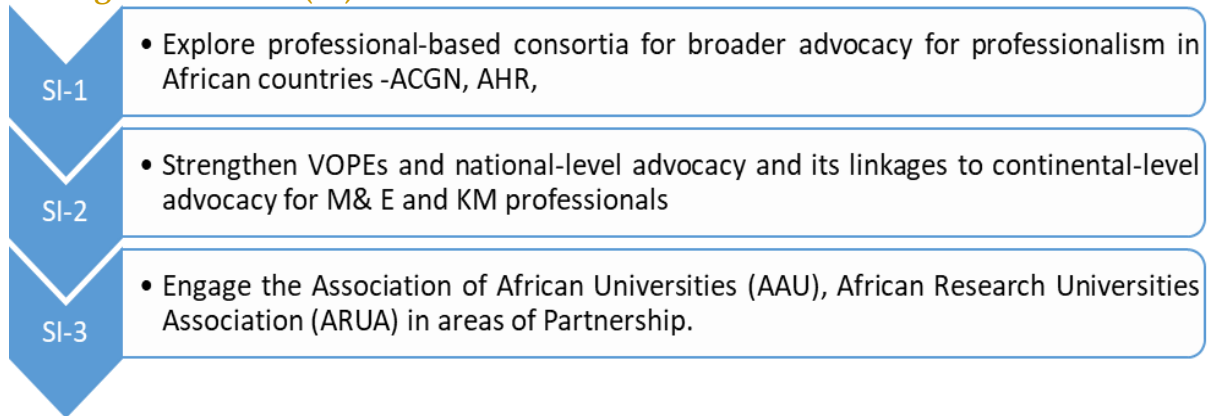 SI-1
• Explore professional-based consortia for broader advocacy for professionalism in
African countries -ACGN, AHR,
SI-2
• Strengthen VOPEs and national-level advocacy and its linkages to continental-level
advocacy for M& E and KM professionals
SI-3
• Engage the Association of African Universities (AAU), African Research Universities
Association (ARUA) in areas of Partnership.